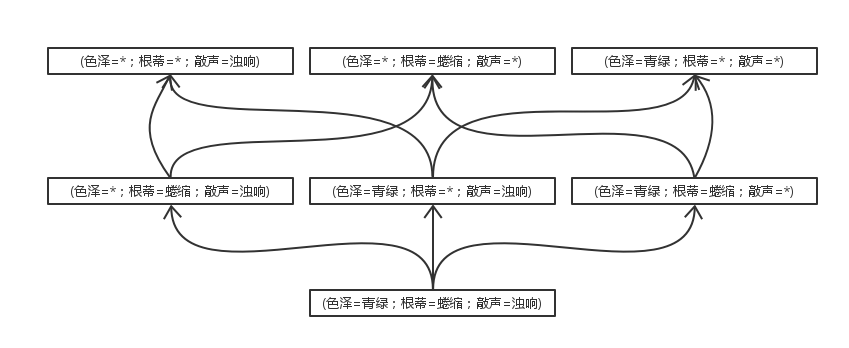 (色泽=*；根蒂=*；敲声=浊响)
(色泽=*；根蒂=蜷缩；敲声=*)
(色泽=青绿；根蒂=*；敲声=*)
(色泽=*；根蒂=蜷缩；敲声=浊响)
(色泽=青绿；根蒂=*；敲声=浊响)
(色泽=青绿；根蒂=蜷缩；敲声=*)
(色泽=青绿；根蒂=蜷缩；敲声=浊响)